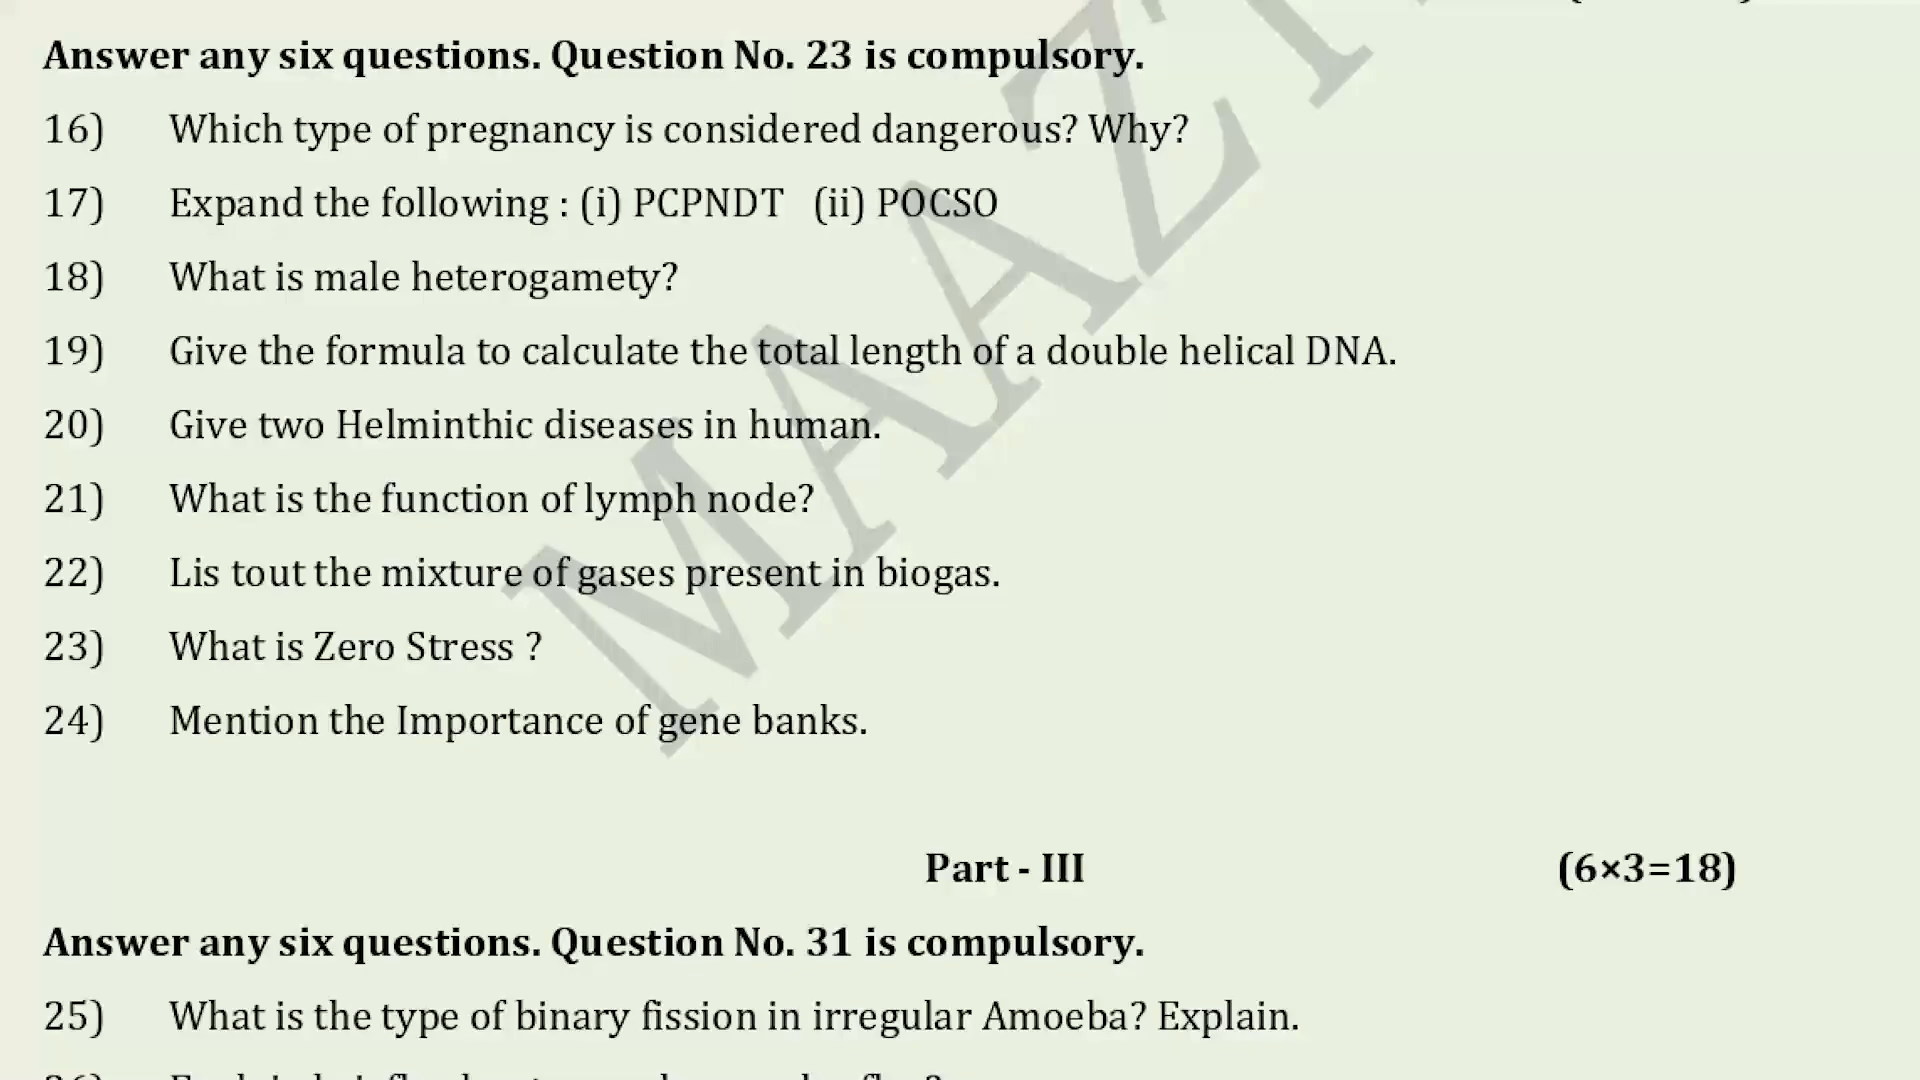 Answer any six questions. Question No. 23 is compulsory.
16) Which type of pregnancy is considered dangerous? Why?
17) Expand the following : (i) PCPNDT (ii) POCSO
18) What is male heterogamety?
19) Give the formula to calculate the total length of a double helical DNA.
20) Give two Helminthic diseases in human.
21) What is the function of lymph node?
22) Lis tout the mixture of gases present in biogas.
23) What is Zero Stress ?
24) Mention the Importance of gene banks.
Part - III (6×3=18)
Answer any six questions. Question No. 31 is compulsory.
25) What is the type of binary fission in irregular Amoeba? Explain.
MAAZ